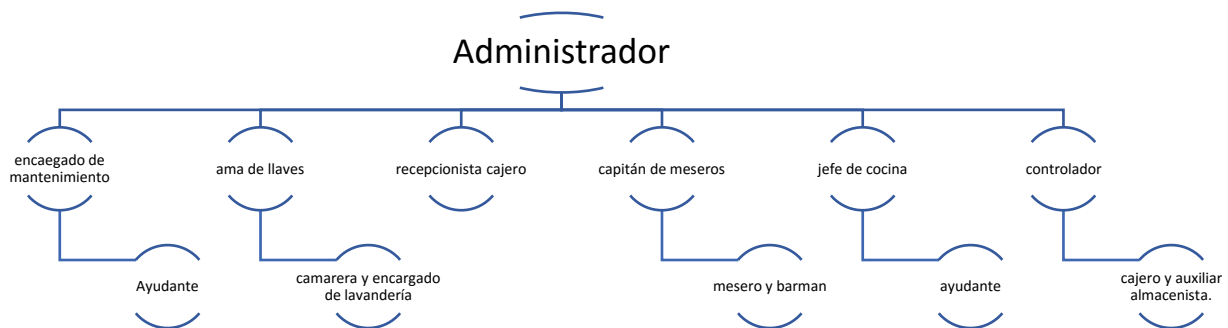 Administrador
encaegado de
mantenimiento
ama de llaves
recepcionista cajero
capitán de meseros
jefe de cocina
controlador
Ayudante
camarera y encargado
de lavandería
mesero y barman
ayudante
cajero y auxiliar
almacenista.